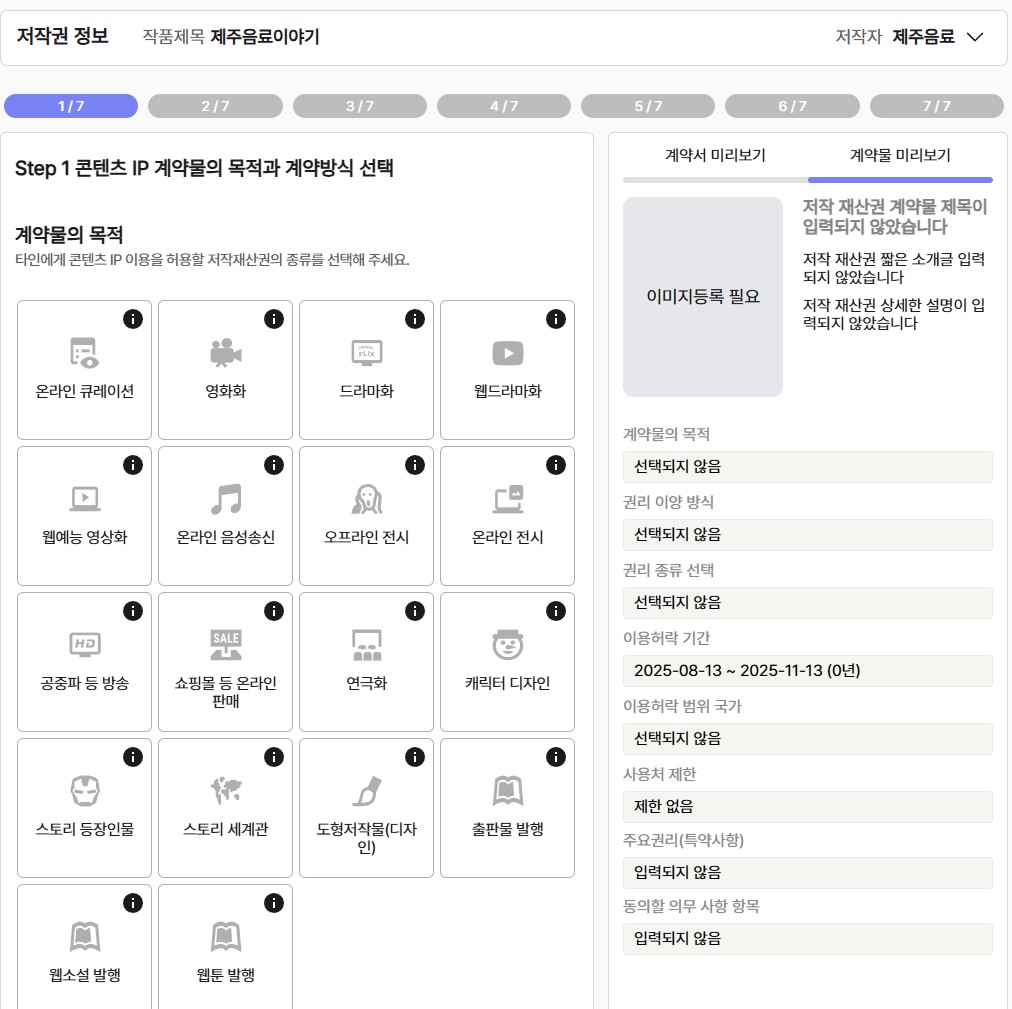 저작권 정보
작품제목 제주음료이야기
저작자 제주음료
1 / 7
2 / 7
3 / 7
4 / 7
5 / 7
6 / 7
7 / 7
Step 1 콘텐츠 IP 계약물의 목적과 계약방식 선택
계약물의 목적
타인에게 콘텐츠 IP 이용을 허용할 저작재산권의 종류를 선택해 주세요.
온라인 큐레이션
영화화
FLIX
드라마화
웹드라마화
웹예능 영상화
온라인 음성송신
오프라인 전시
온라인 전시
HD
공중파 등 방송
SALE
쇼핑몰 등 온라인
판매
연극화
캐릭터 디자인
스토리 등장인물
스토리 세계관
도형저작물(디자
인)
출판물 발행
웹소설 발행
웹툰 발행
계약서 미리보기
계약물 미리보기
이미지등록 필요
저작 재산권 계약물 제목이
입력되지 않았습니다
저작 재산권 짧은 소개글 입력
되지 않았습니다
저작 재산권 상세한 설명이 입
력되지 않았습니다
계약물의 목적
선택되지 않음
권리 이양 방식
선택되지 않음
권리 종류 선택
선택되지 않음
이용허락 기간
2025-08-13 ~ 2025-11-13 (0년)
이용허락 범위 국가
선택되지 않음
사용처 제한
제한 없음
주요권리(특약사항)
입력되지 않음
동의할 의무 사항 항목
입력되지 않음